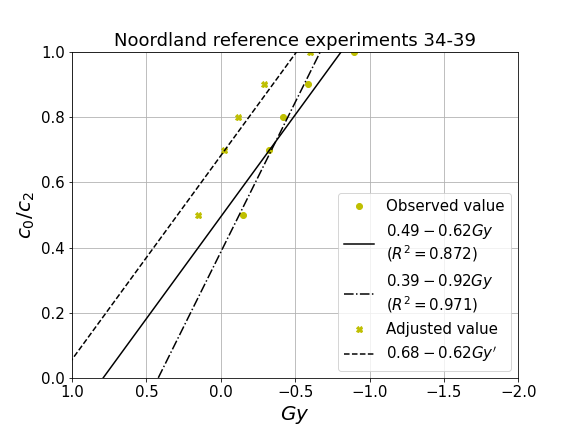 Noordland reference experiments 34-39
1.0
0.8
0.6
0.4
0.2
0.0
c₀/c₂
1.0 0.5 0.0 −0.5 −1.0 −1.5 −2.0
Gy
Observed value
0.49 − 0.62Gy
(R² = 0.872)
0.39 − 0.92Gy
(R² = 0.971)
Adjusted value
0.68 − 0.62Gy′